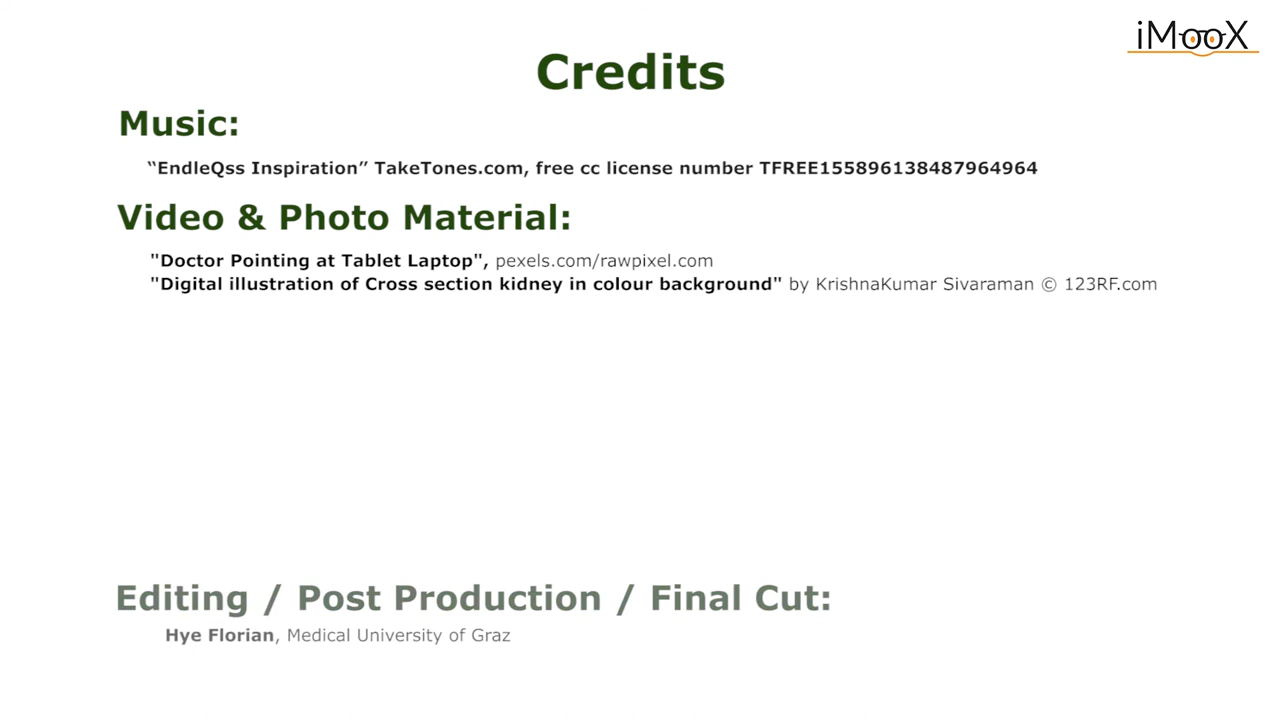 iMooX
Credits
Music:
“EndleQss Inspiration” TakeTones.com, free cc license number TFREE155896138487964964
Video & Photo Material:
"Doctor Pointing at Tablet Laptop", pexels.com/rawpixel.com
"Digital illustration of Cross section kidney in colour background" by KrishnaKumar Sivaraman © 123RF.com
Editing / Post Production / Final Cut:
Hye Florian, Medical University of Graz